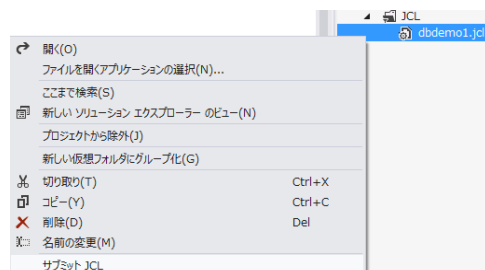 JCL
dbdemo1.jcl
開く(O)
ファイルを開くアプリケーションの選択(N)...
ここまで検索(S)
新しい ソリューション エクスプローラー のビュー(N)
プロジェクトから除外(J)
新しい仮想フォルダにグループ化(G)
切り取り(T) Ctrl+X
コピー(Y) Ctrl+C
削除(D) Del
名前の変更(M)
サブミット JCL